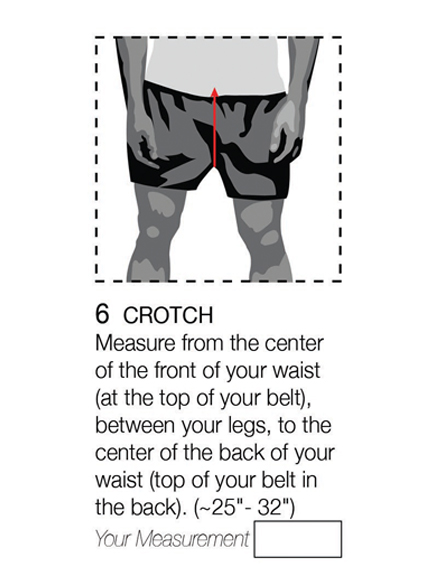 6 CROTCH
Measure from the center
of the front of your waist
(at the top of your belt),
between your legs, to the
center of the back of your
waist (top of your belt in
the back). (~25"- 32")
Your Measurement